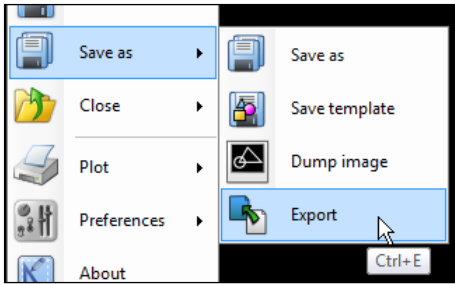 Save as
Close
Plot
Preferences
About
Save as
Save template
Dump image
Export
Ctrl+E